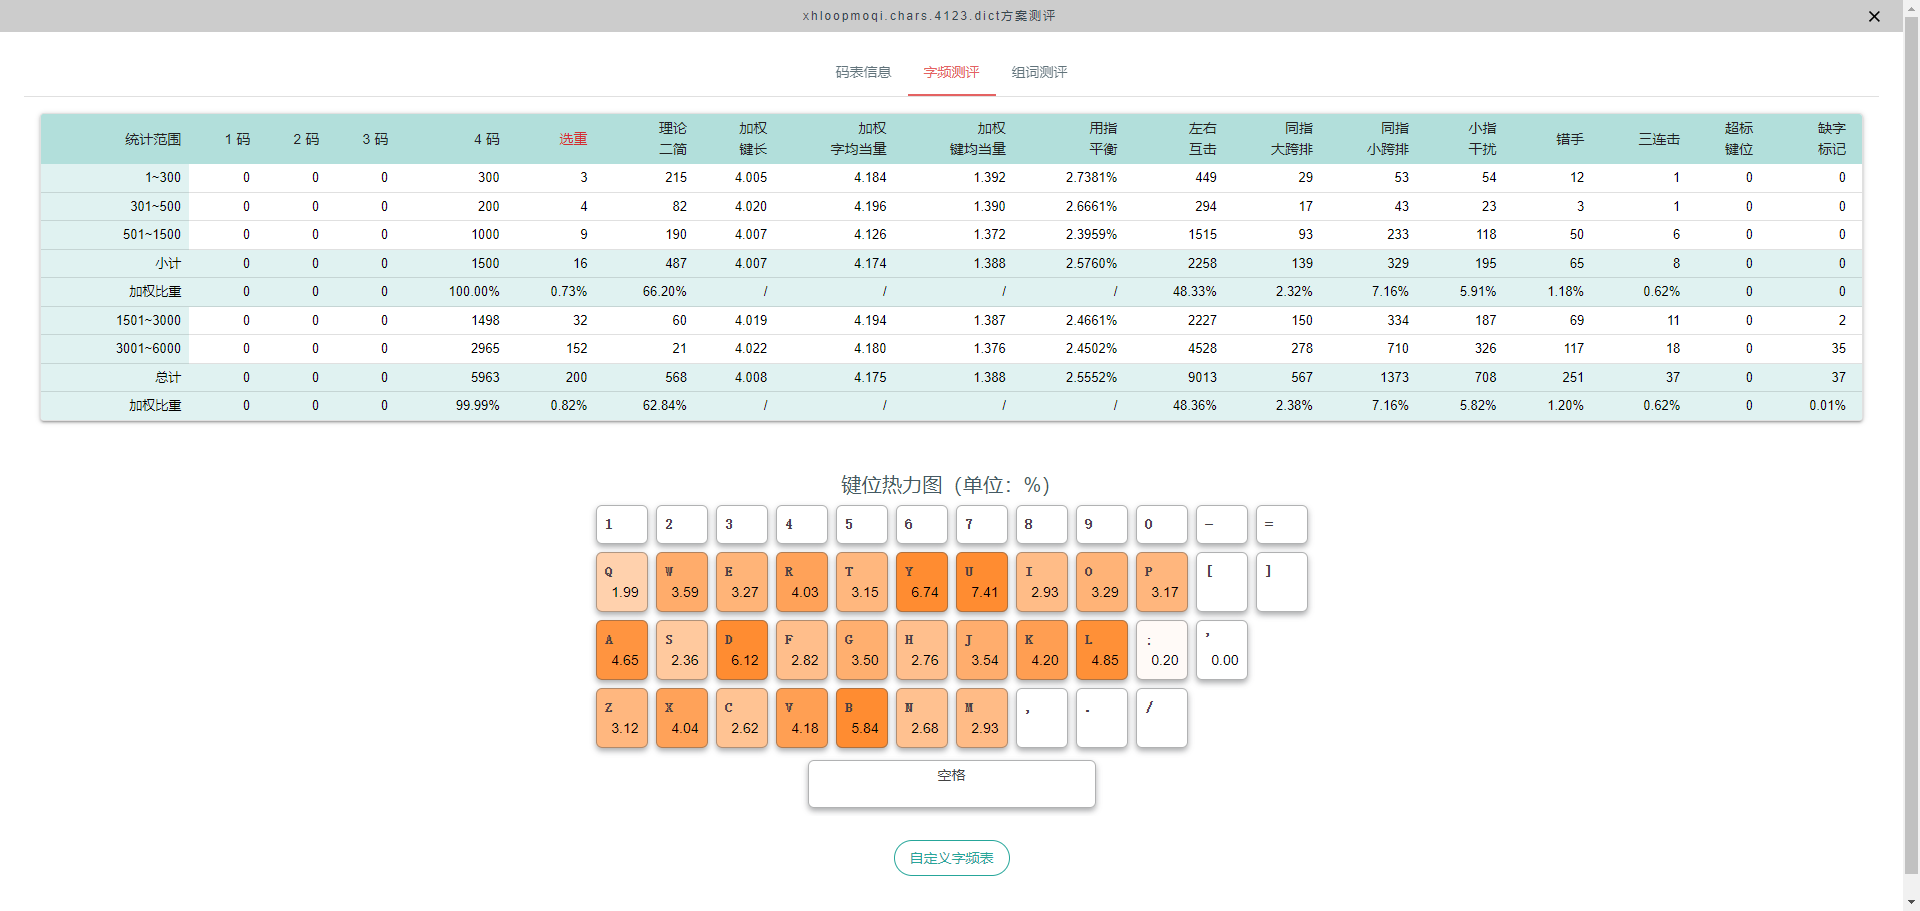 xhloopmoqi.chars.4123.dict方案测评
码表信息 字频测评 组词测评
统计范围 1 码 2 码 3 码 4 码 选重 理论二简 加权键长 加权字均当量 加权键均当量 用指平衡 左右互击 同指大跨排 同指小跨排 小指干扰 错手 三连击 超标键位 缺字标记
1~300 0 0 0 300 3 215 4.005 4.184 1.392 2.7381% 449 29 53 54 12 1 0 0
301~500 0 0 0 200 4 82 4.020 4.196 1.390 2.6661% 294 17 43 23 3 1 0 0
501~1500 0 0 0 1000 9 190 4.007 4.126 1.372 2.3959% 1515 93 233 118 50 6 0 0
小计 0 0 0 1500 16 487 4.007 4.174 1.388 2.5760% 2258 139 329 195 65 8 0 0
加权比重 0 0 0 100.00% 0.73% 66.20% / / / / 48.33% 2.32% 7.16% 5.91% 1.18% 0.62% 0 0
1501~3000 0 0 0 1498 32 60 4.019 4.194 1.387 2.4661% 2227 150 334 187 69 11 0 2
3001~6000 0 0 0 2965 152 21 4.022 4.180 1.376 2.4502% 4528 278 710 326 117 18 0 35
总计 0 0 0 5963 200 568 4.008 4.175 1.388 2.5552% 9013 567 1373 708 251 37 0 37
加权比重 0 0 0 99.99% 0.82% 62.84% / / / / 48.36% 2.38% 7.16% 5.82% 1.20% 0.62% 0 0.01%
键位热力图（单位：%）
1 2 3 4 5 6 7 8 9 0 - =
Q W E R T Y U I O P [ ]
1.99 3.59 3.27 4.03 3.15 6.74 7.41 2.93 3.29 3.17
A S D F G H J K L ; '
4.65 2.36 6.12 2.82 3.50 2.76 3.54 4.20 4.85 0.20 0.00
Z X C V B N M , . /
3.12 4.04 2.62 4.18 5.84 2.68 2.93
空格
自定义字频表